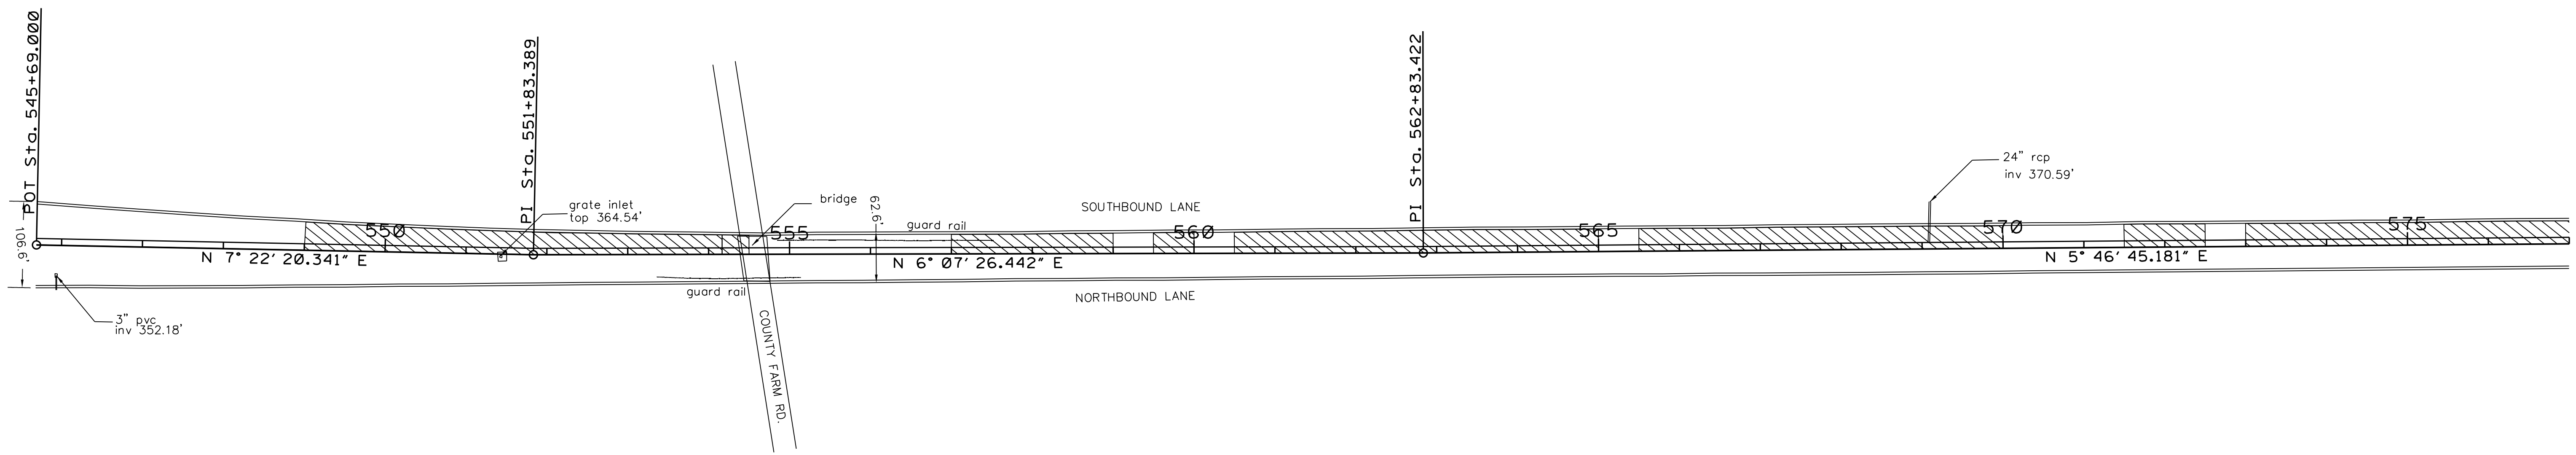 POT Sta. 545+69.000
106.6'
3" pvc
inv 352.18'
N 7° 22' 20.341" E
550
PI Sta. 551+83.389
grate inlet
top 364.54'
bridge
555
62.6'
guard rail
guard rail
COUNTY FARM RD.
N 6° 07' 26.442" E
SOUTHBOUND LANE
NORTHBOUND LANE
560
PI Sta. 562+83.422
565
24" rcp
inv 370.59'
570
N 5° 46' 45.181" E
575